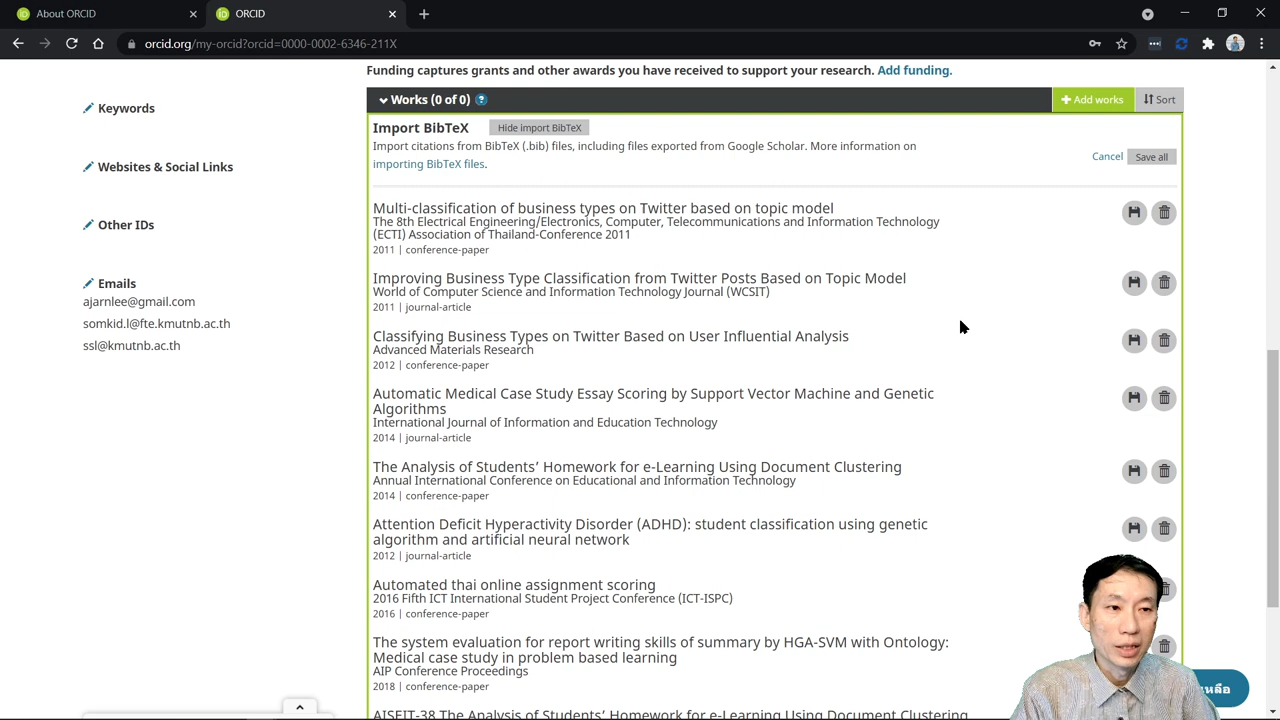 About ORCID
ORCID
orcid.org/my-orcid?orcid=0000-0002-6346-211X
Funding captures grants and other awards you have received to support your research. Add funding.
Keywords
Websites & Social Links
Other IDs
Emails
ajarnlee@gmail.com
somkid.l@fte.kmutnb.ac.th
ssl@kmutnb.ac.th
Works (0 of 0)
Add works
Sort
Import BibTeX
Hide import BibTeX
Import citations from BibTeX (.bib) files, including files exported from Google Scholar. More information on
importing BibTeX files.
Cancel
Save all
Multi-classification of business types on Twitter based on topic model
The 8th Electrical Engineering/Electronics, Computer, Telecommunications and Information Technology
(ECTI) Association of Thailand-Conference 2011
2011 | conference-paper
Improving Business Type Classification from Twitter Posts Based on Topic Model
World of Computer Science and Information Technology Journal (WCSIT)
2011 | journal-article
Classifying Business Types on Twitter Based on User Influential Analysis
Advanced Materials Research
2012 | conference-paper
Automatic Medical Case Study Essay Scoring by Support Vector Machine and Genetic
Algorithms
International Journal of Information and Education Technology
2014 | journal-article
The Analysis of Students’ Homework for e-Learning Using Document Clustering
Annual International Conference on Educational and Information Technology
2014 | conference-paper
Attention Deficit Hyperactivity Disorder (ADHD): student classification using genetic
algorithm and artificial neural network
2012 | journal-article
Automated thai online assignment scoring
2016 Fifth ICT International Student Project Conference (ICT-ISPC)
2016 | conference-paper
The system evaluation for report writing skills of summary by HGA-SVM with Ontology:
Medical case study in problem based learning
AIP Conference Proceedings
2018 | conference-paper
AISEIT-38 The Analysis of Students’ Homework for e-Learning Using Document Clustering